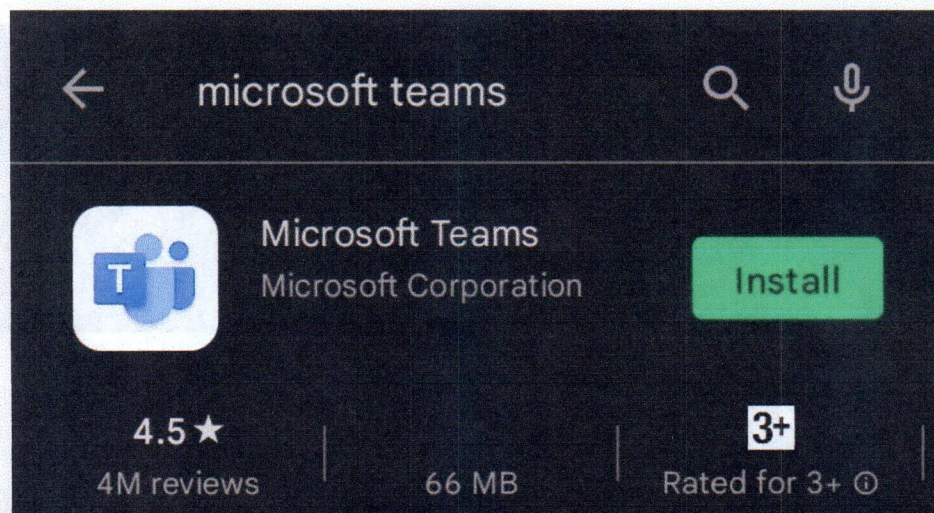 microsoft teams
Microsoft Teams
Microsoft Corporation
Install
T
4.5★
4M reviews
66 MB
3+
Rated for 3+